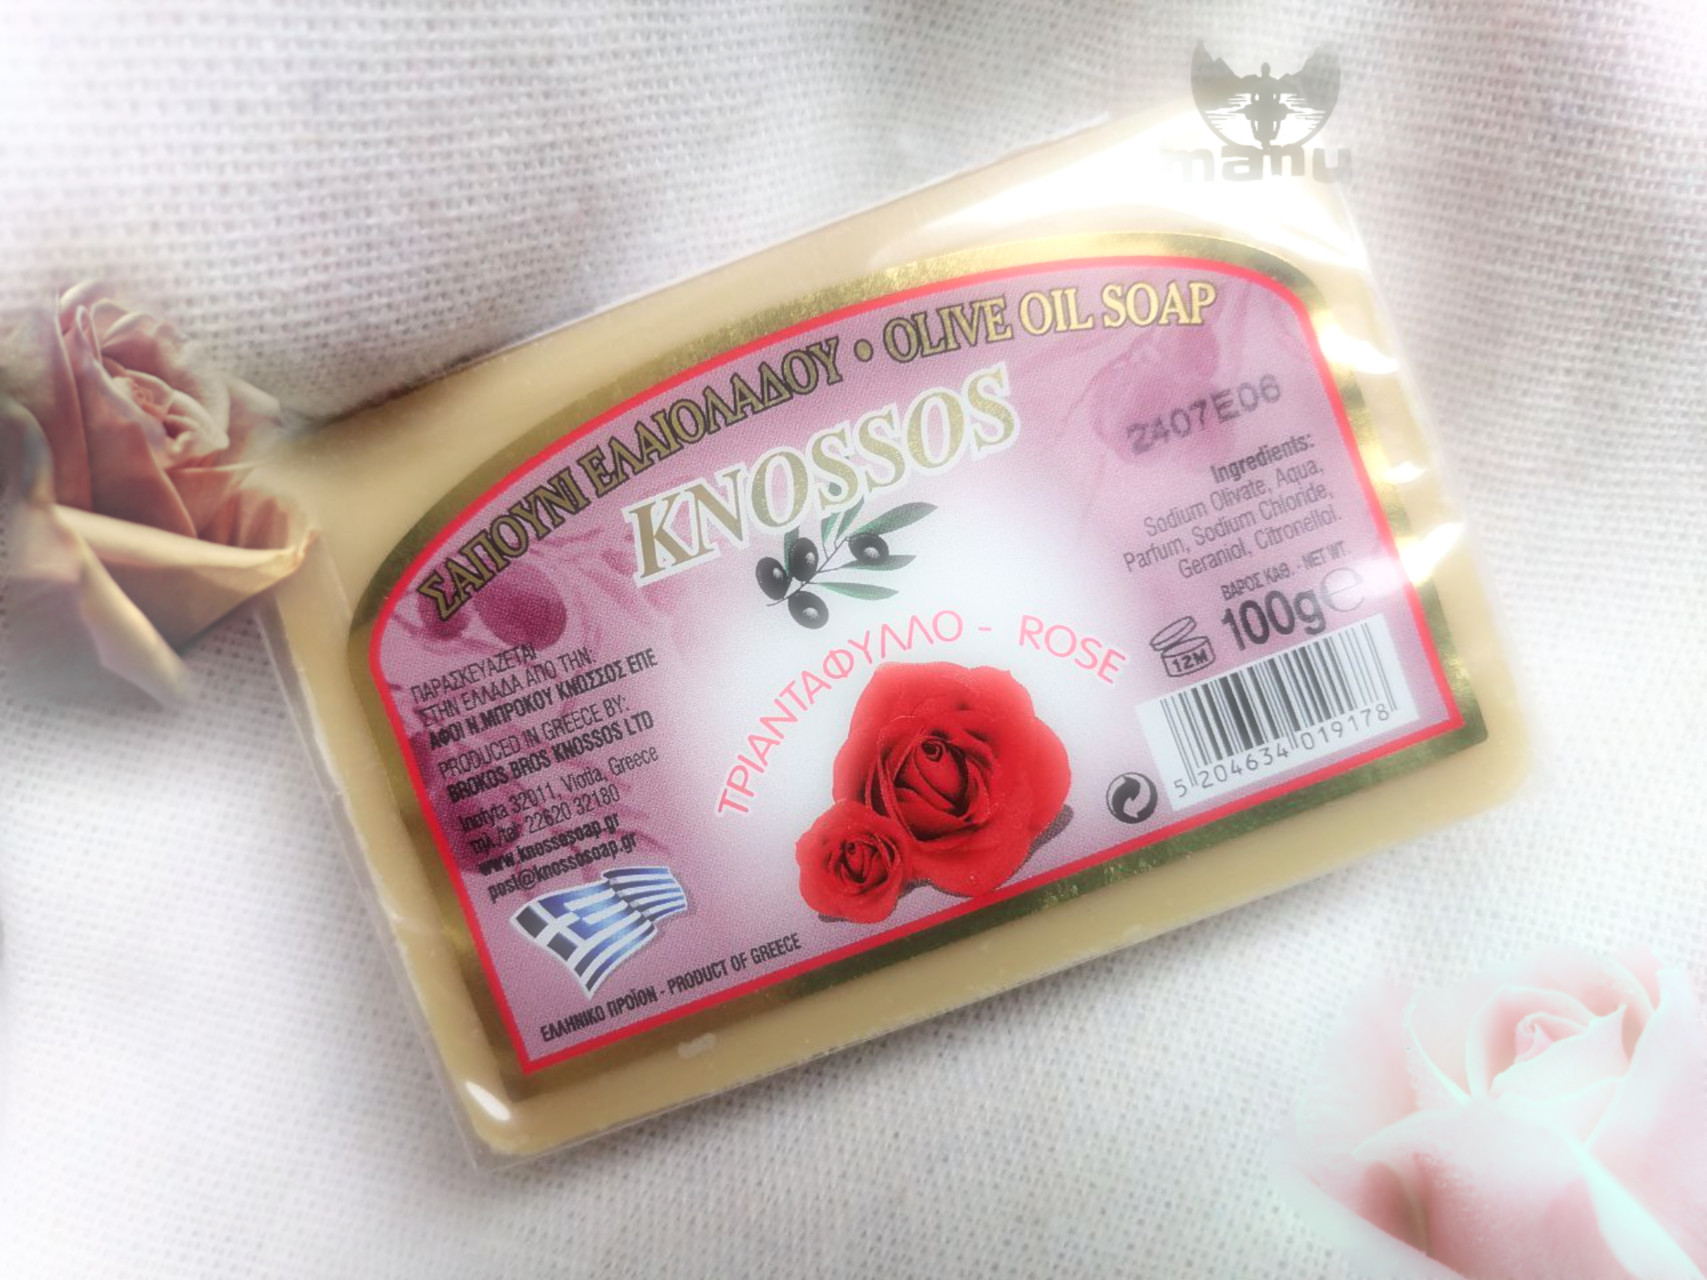 manu
ΣΑΠΟΥΝΙ ΕΛΑΙΟΛΑΔΟΥ • OLIVE OIL SOAP
KNOSSOS
ΤΡΙΑΝΤΑΦΥΛΛΟ - ROSE
ΠΑΡΑΣΚΕΥΑΖΕΤΑΙ
ΣΤΗΝ ΕΛΛΑΔΑ ΑΠΟ ΤΗΝ:
ΑΦΟΙ Η.ΜΠΡΟΚΟΥ ΚΝΩΣΣΟΣ ΕΠΕ
PRODUCED IN GREECE BY:
BROKOS BROS KNOSSOS LTD
Inofyta 32011, Viotia, Greece
τηλ./tel: 22620 32180
www.knossosoap.gr
post@knossosoap.gr
ΕΛΛΗΝΙΚΟ ΠΡΟΪΟΝ - PRODUCT OF GREECE
2407E06
Ingredients:
Sodium Olivate, Aqua,
Parfum, Sodium Chloride,
Geraniol, Citronellol.
ΒΑΡΟΣ ΚΑΘ. - NET WT.
100g e
12M
5 204634 019178